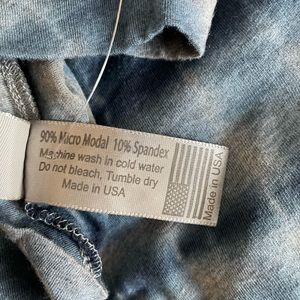 90% Micro Modal 10% Spandex
Machine wash in cold water
Do not bleach, Tumble dry
Made in USA
Made in USA